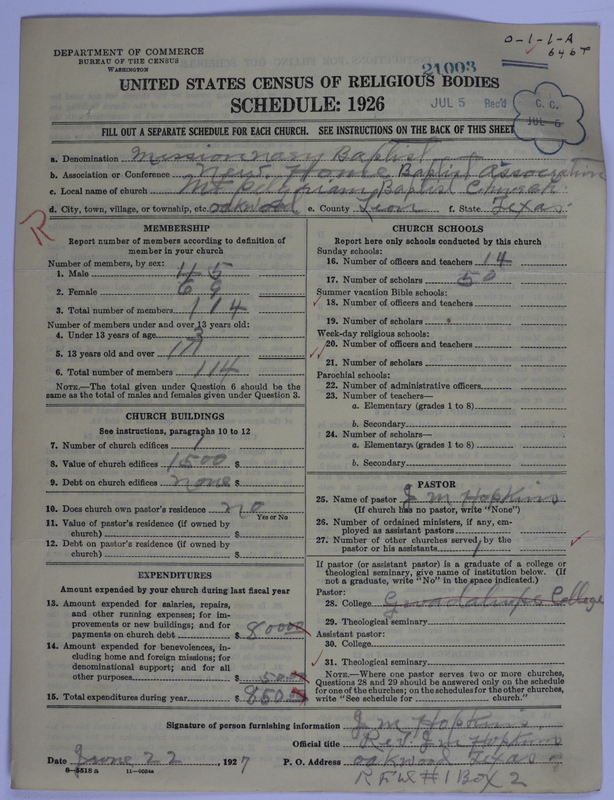 DEPARTMENT OF COMMERCE
BUREAU OF THE CENSUS
WASHINGTON
0-1-1-A
646T
21003
UNITED STATES CENSUS OF RELIGIOUS BODIES
SCHEDULE: 1926
JUL 5 Rec'd
C. C.
JUL 6
FILL OUT A SEPARATE SCHEDULE FOR EACH CHURCH. SEE INSTRUCTIONS ON THE BACK OF THIS SHEET
a. Denomination Missionnary Baptist
b. Association or Conference New Home Baptist Association
c. Local name of church Mt Pilgram Baptist Church
d. City, town, village, or township, etc. oakwood e. County Leon f. State Texas
R
MEMBERSHIP
Report number of members according to definition of member in your church
Number of members, by sex:
1. Male 45
2. Female 69
3. Total number of members 114
Number of members under and over 13 years old:
4. Under 13 years of age 3
5. 13 years old and over
6. Total number of members 114
NOTE.—The total given under Question 6 should be the same as the total of males and females given under Question 3.
CHURCH BUILDINGS
See instructions, paragraphs 10 to 12
7. Number of church edifices 1
8. Value of church edifices 1500 $
9. Debt on church edifices none $
10. Does church own pastor's residence no
Yes or No
11. Value of pastor's residence (if owned by church) $
12. Debt on pastor's residence (if owned by church) $
EXPENDITURES
Amount expended by your church during last fiscal year
13. Amount expended for salaries, repairs, and other running expenses; for improvements or new buildings; and for payments on church debt $ 80000
14. Amount expended for benevolences, including home and foreign missions; for denominational support; and for all other purposes $ 5000
15. Total expenditures during year $ 85000
CHURCH SCHOOLS
Report here only schools conducted by this church
Sunday schools:
16. Number of officers and teachers 14
17. Number of scholars 50
Summer vacation Bible schools:
18. Number of officers and teachers
19. Number of scholars
Week-day religious schools:
20. Number of officers and teachers
21. Number of scholars
Parochial schools:
22. Number of administrative officers
23. Number of teachers—
a. Elementary (grades 1 to 8)
b. Secondary
24. Number of scholars—
a. Elementary (grades 1 to 8)
b. Secondary
PASTOR
25. Name of pastor J M Hopkins
(If church has no pastor, write "None")
26. Number of ordained ministers, if any, employed as assistant pastors
27. Number of other churches served by the pastor or his assistants 1
If pastor (or assistant pastor) is a graduate of a college or theological seminary, give name of institution below. (If not a graduate, write "No" in the space indicated.)
Pastor:
28. College Gwadalupe College
29. Theological seminary
Assistant pastor:
30. College
31. Theological seminary
NOTE.—Where one pastor serves two or more churches, Questions 28 and 29 should be answered only on the schedule for one of the churches; on the schedules for the other churches, write "See schedule for church."
Signature of person furnishing information J M Hopkins
Official title Rev J M Hopkins
Date June 22, 1927 P. O. Address oakwood Texas
R F D #1 Box 2
8—5518 a 11—9034a